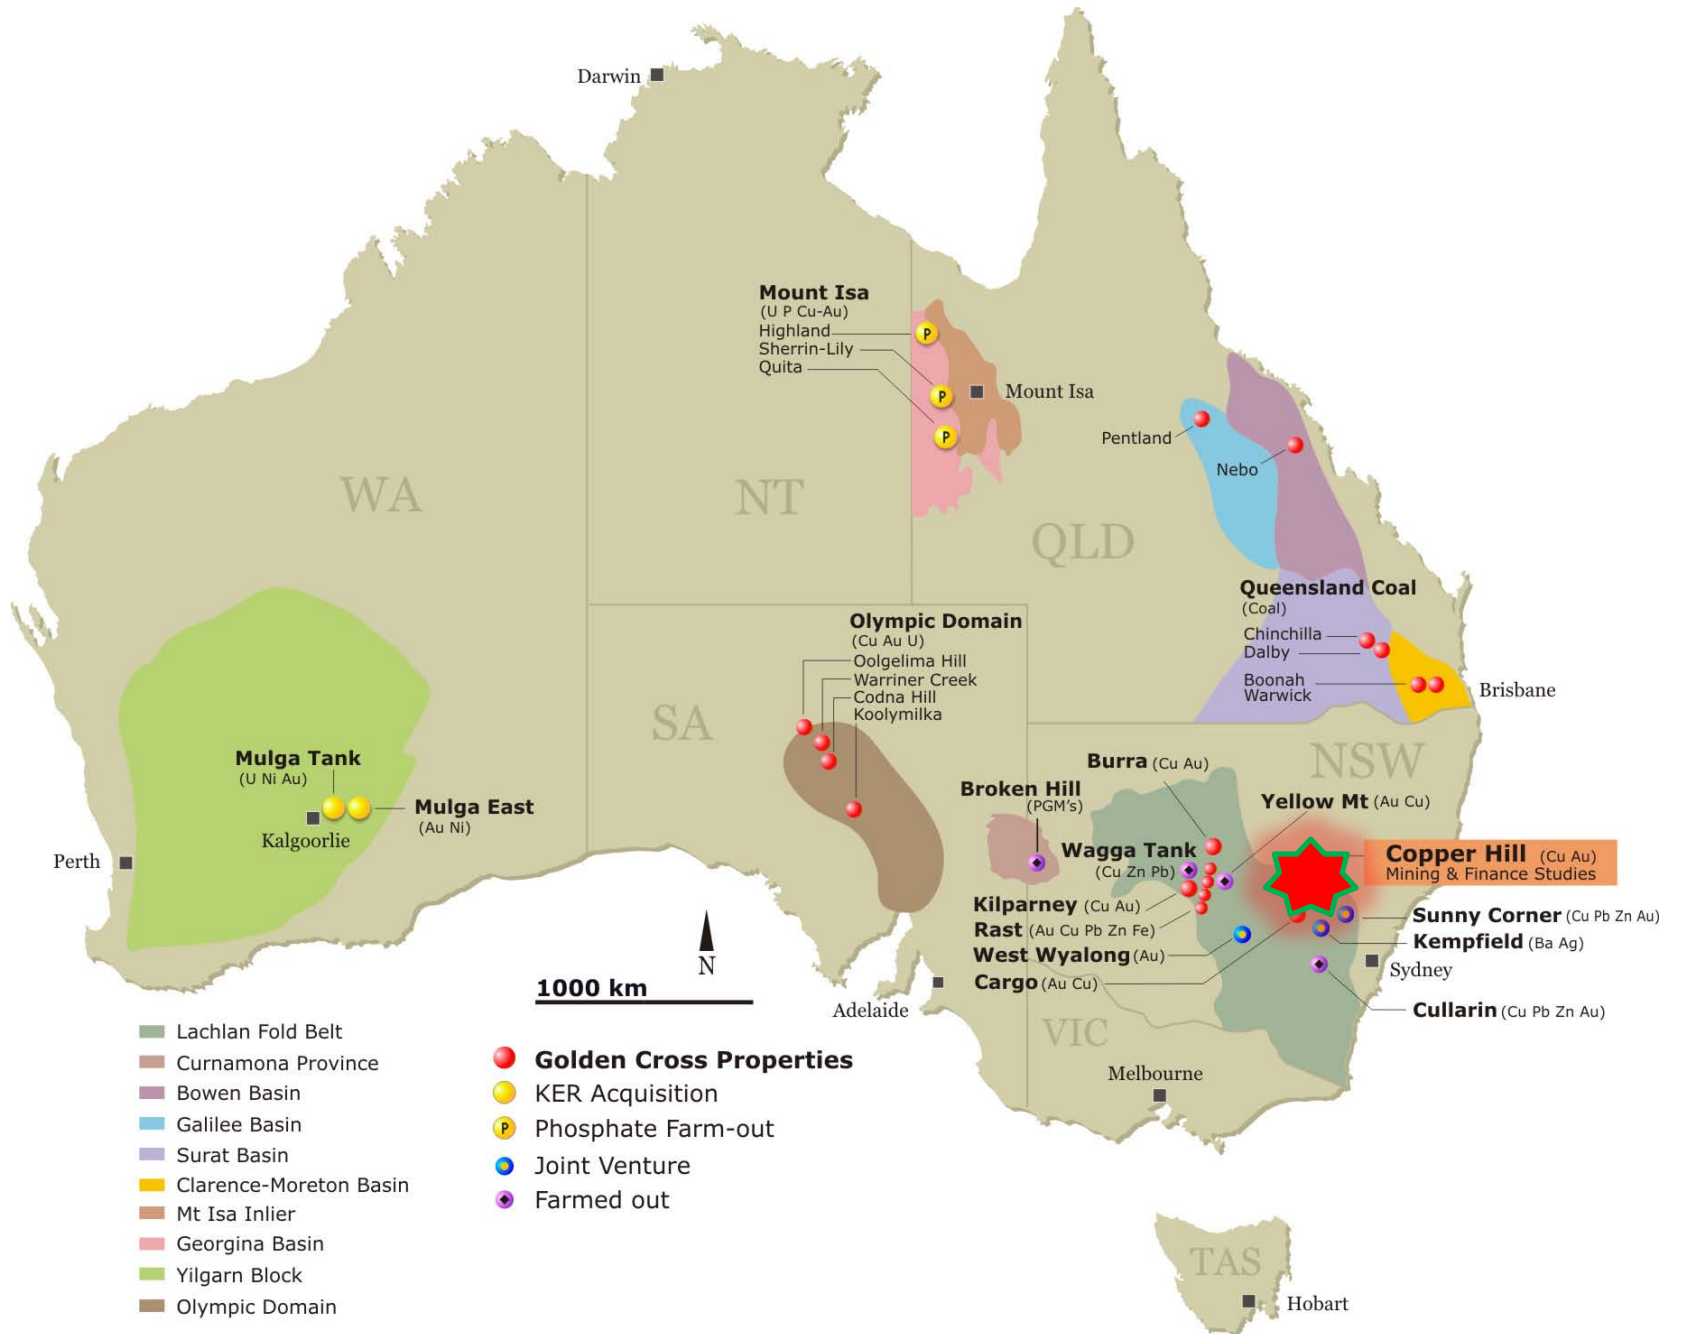 Darwin
Mount Isa
(U P Cu-Au)
Highland
Sherrin-Lily
Quita
P
P
P
Mount Isa
Pentland
Nebo
WA
NT
QLD
Queensland Coal
(Coal)
Chinchilla
Dalby
Boonah
Warwick
Brisbane
Olympic Domain
(Cu Au U)
Oolgelima Hill
Warriner Creek
Codna Hill
Koolymilka
SA
Mulga Tank
(U Ni Au)
Mulga East
(Au Ni)
Kalgoorlie
Perth
NSW
Burra (Cu Au)
Broken Hill
(PGM's)
Yellow Mt (Au Cu)
Wagga Tank
(Cu Zn Pb)
Copper Hill (Cu Au)
Mining & Finance Studies
Kilparney (Cu Au)
Rast (Au Cu Pb Zn Fe)
West Wyalong (Au)
Cargo (Au Cu)
Sunny Corner (Cu Pb Zn Au)
Kempfield (Ba Ag)
Sydney
Cullarin (Cu Pb Zn Au)
N
1000 km
Adelaide
VIC
Melbourne
Lachlan Fold Belt
Curnamona Province
Bowen Basin
Galilee Basin
Surat Basin
Clarence-Moreton Basin
Mt Isa Inlier
Georgina Basin
Yilgarn Block
Olympic Domain
Golden Cross Properties
KER Acquisition
P Phosphate Farm-out
Joint Venture
Farmed out
TAS
Hobart